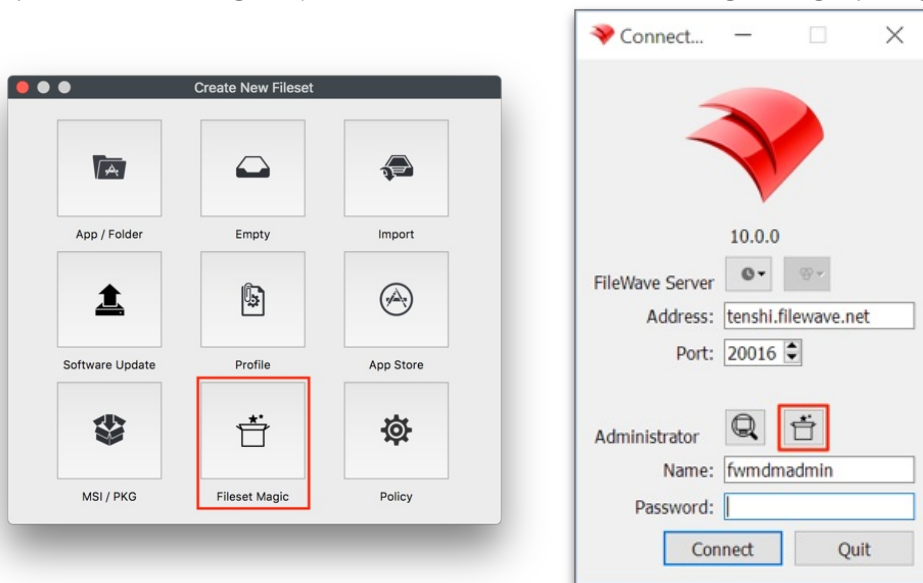 Create New Fileset
App / Folder
Empty
Import
Software Update
Profile
App Store
MSI / PKG
Fileset Magic
Policy
Connect...
10.0.0
FileWave Server
Address: tenshi.filewave.net
Port: 20016
Administrator
Name: fwmdmadmin
Password:
Connect
Quit